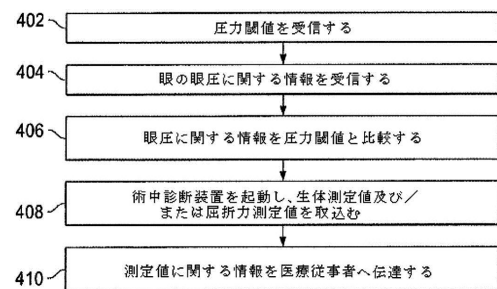 402
圧力閾値を受信する
404
眼の眼圧に関する情報を受信する
406
眼圧に関する情報を圧力閾値と比較する
408
術中診断装置を起動し、生体測定値及び/
または屈折力測定値を取込む
410
測定値に関する情報を医療従事者へ伝達する